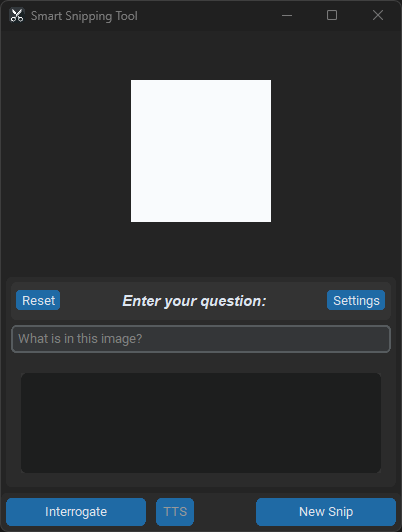 Smart Snipping Tool
Reset
Enter your question:
Settings
What is in this image?
Interrogate
TTS
New Snip